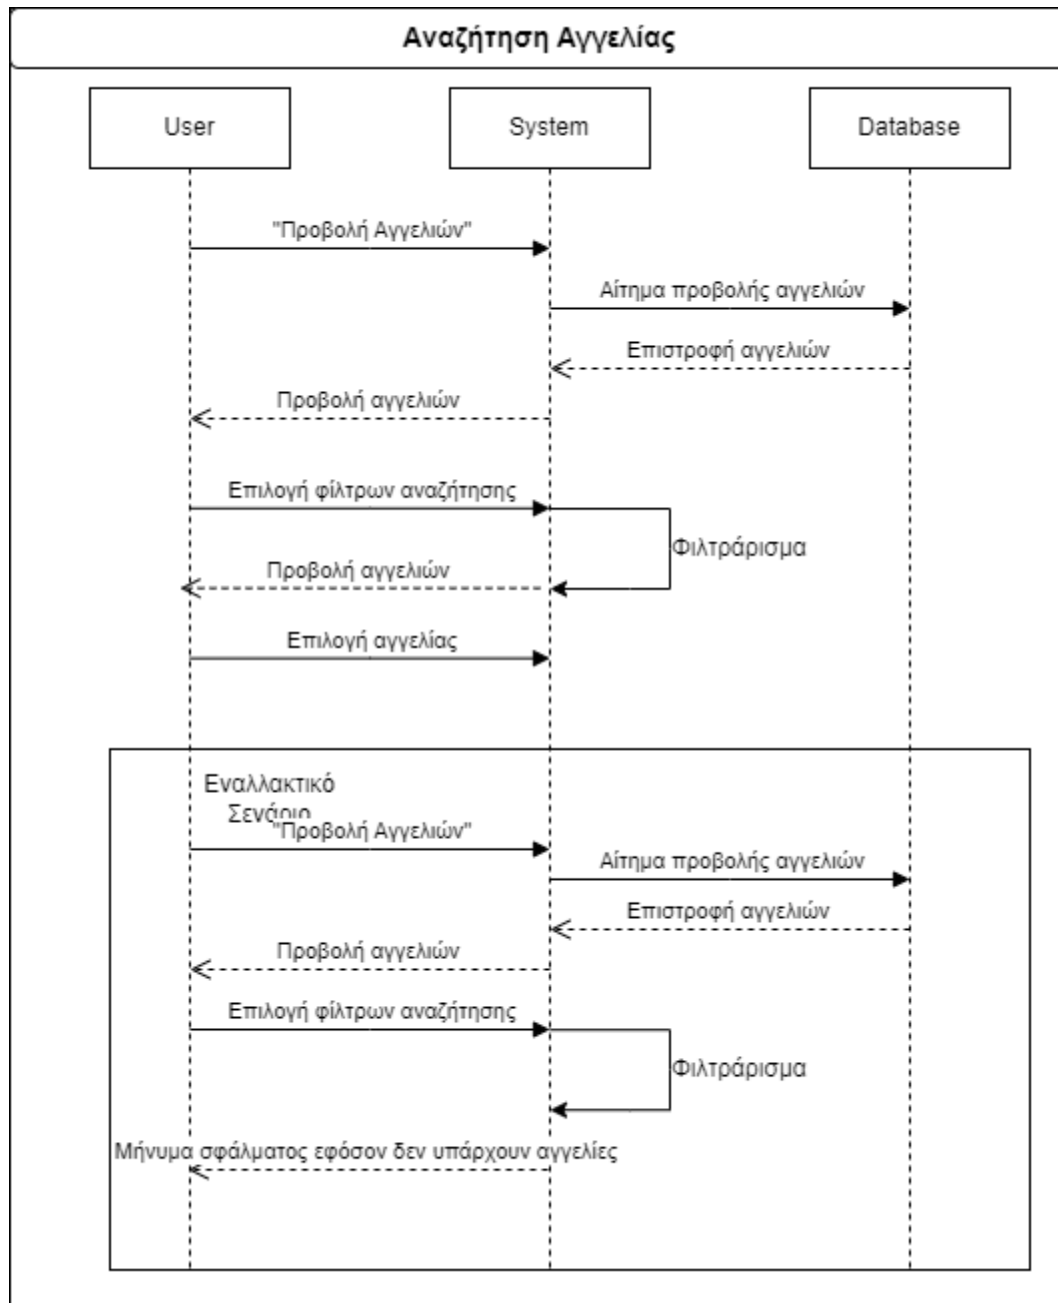 Αναζήτηση Αγγελίας
User
System
Database
"Προβολή Αγγελιών"
Αίτημα προβολής αγγελιών
Επιστροφή αγγελιών
Προβολή αγγελιών
Επιλογή φίλτρων αναζήτησης
Φιλτράρισμα
Προβολή αγγελιών
Επιλογή αγγελίας
Εναλλακτικό
Σενάριο
"Προβολή Αγγελιών"
Αίτημα προβολής αγγελιών
Επιστροφή αγγελιών
Προβολή αγγελιών
Επιλογή φίλτρων αναζήτησης
Φιλτράρισμα
Μήνυμα σφάλματος εφόσον δεν υπάρχουν αγγελίες